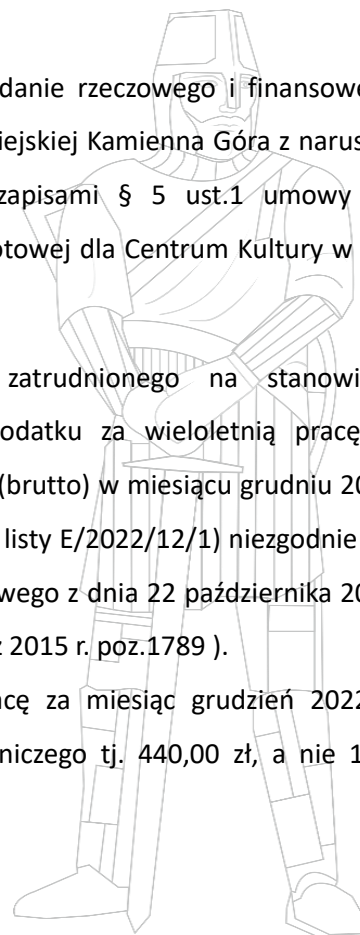 danie rzeczowego i finansowe
iejskiej Kamienna Góra z narus
zapisami § 5 ust.1 umowy
otowej dla Centrum Kultury w
zatrudnionego na stanowi
odatku za wieloletnią pracę
(brutto) w miesiącu grudniu 20
listy E/2022/12/1) niezgodnie
wego z dnia 22 października 20
z 2015 r. poz.1789 ).
cę za miesiąc grudzień 2022
niczego tj. 440,00 zł, a nie 1